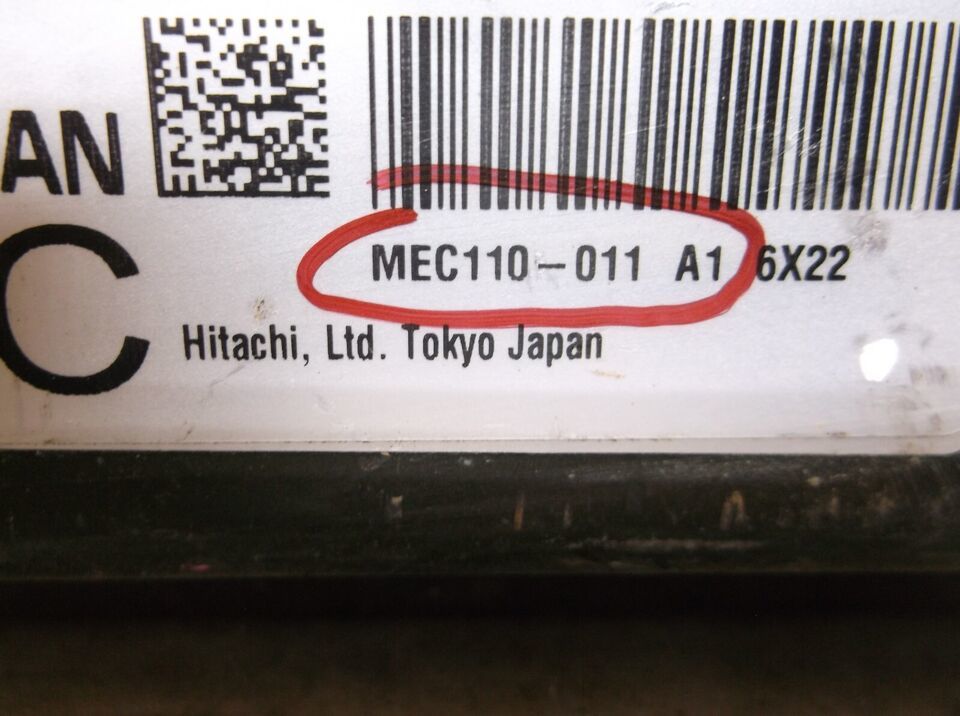 AN
MEC110-011 A1 6X22
C
Hitachi, Ltd. Tokyo Japan